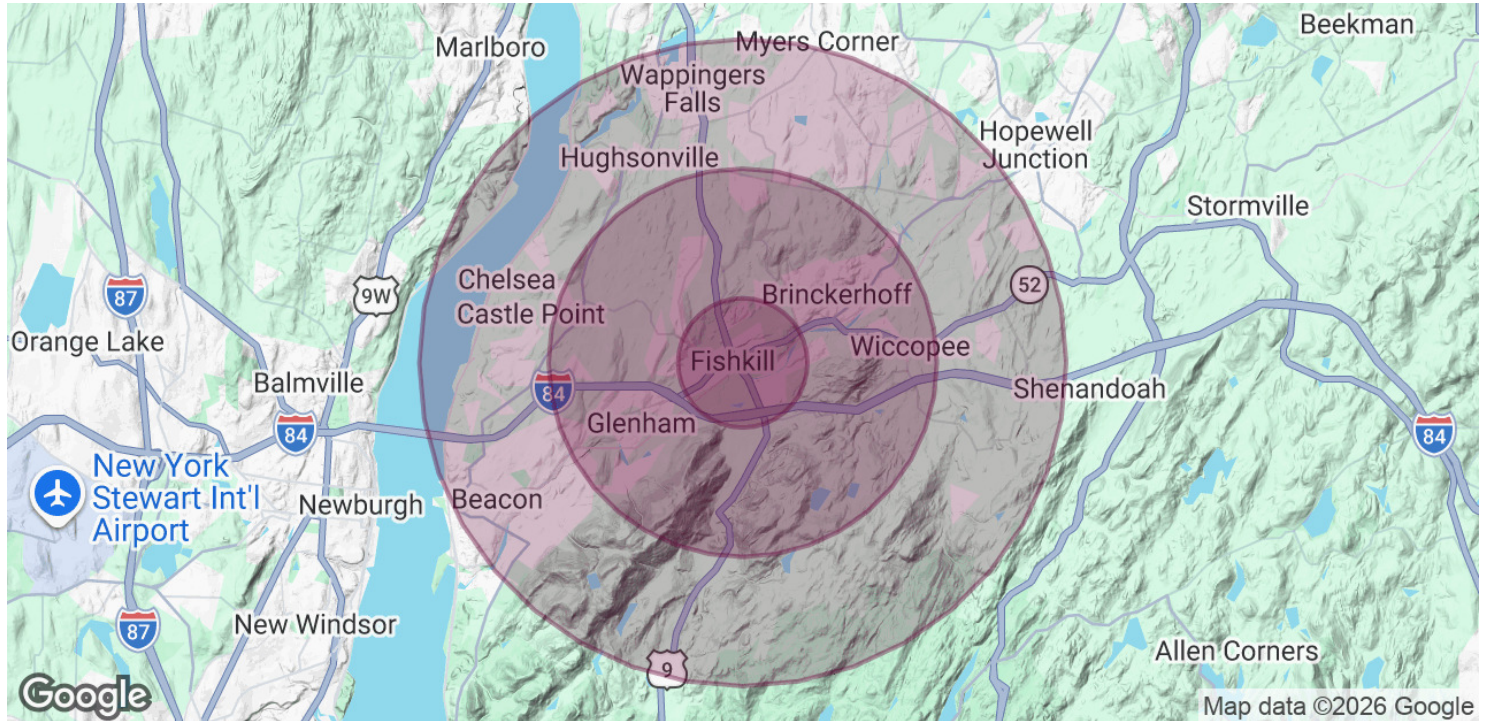 Beekman
Marlboro
Myers Corner
Wappingers
Falls
Hopewell
Junction
Hughsonville
Stormville
Chelsea
87
9W
52
Brinckerhoff
Castle Point
Orange Lake
Fishkill
Wiccopee
Balmville
84
Shenandoah
Glenham
84
84
New York
Stewart Int'l
Airport
Newburgh
Beacon
87
New Windsor
9
Allen Corners
Google
Map data ©2026 Google